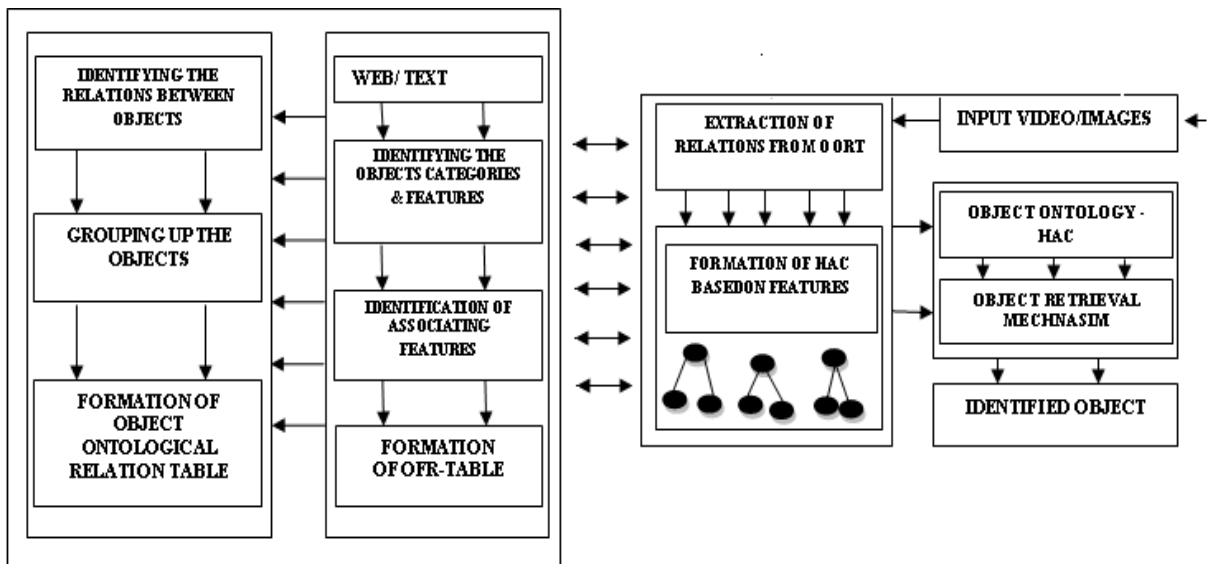 IDENTIFYING THE
RELATIONS BETWEEN
OBJECTS
GROUPING UP THE
OBJECTS
FORMATION OF
OBJECT
ONTOLOGICAL
RELATION TABLE
WEB/ TEXT
IDENTIFYING THE
OBJECTS CATEGORIES
& FEATURES
IDENTIFICATION OF
ASSOCIATING
FEATURES
FORMATION
OF OFR-TABLE
EXTRACTION OF
RELATIONS FROM O ORT
FORMATION OF HAC
BASEDON FEATURES
INPUT VIDEO/IMAGES
OBJECT ONTOLOGY -
HAC
OBJECT RETRIEVAL
MECHNASIM
IDENTIFIED OBJECT